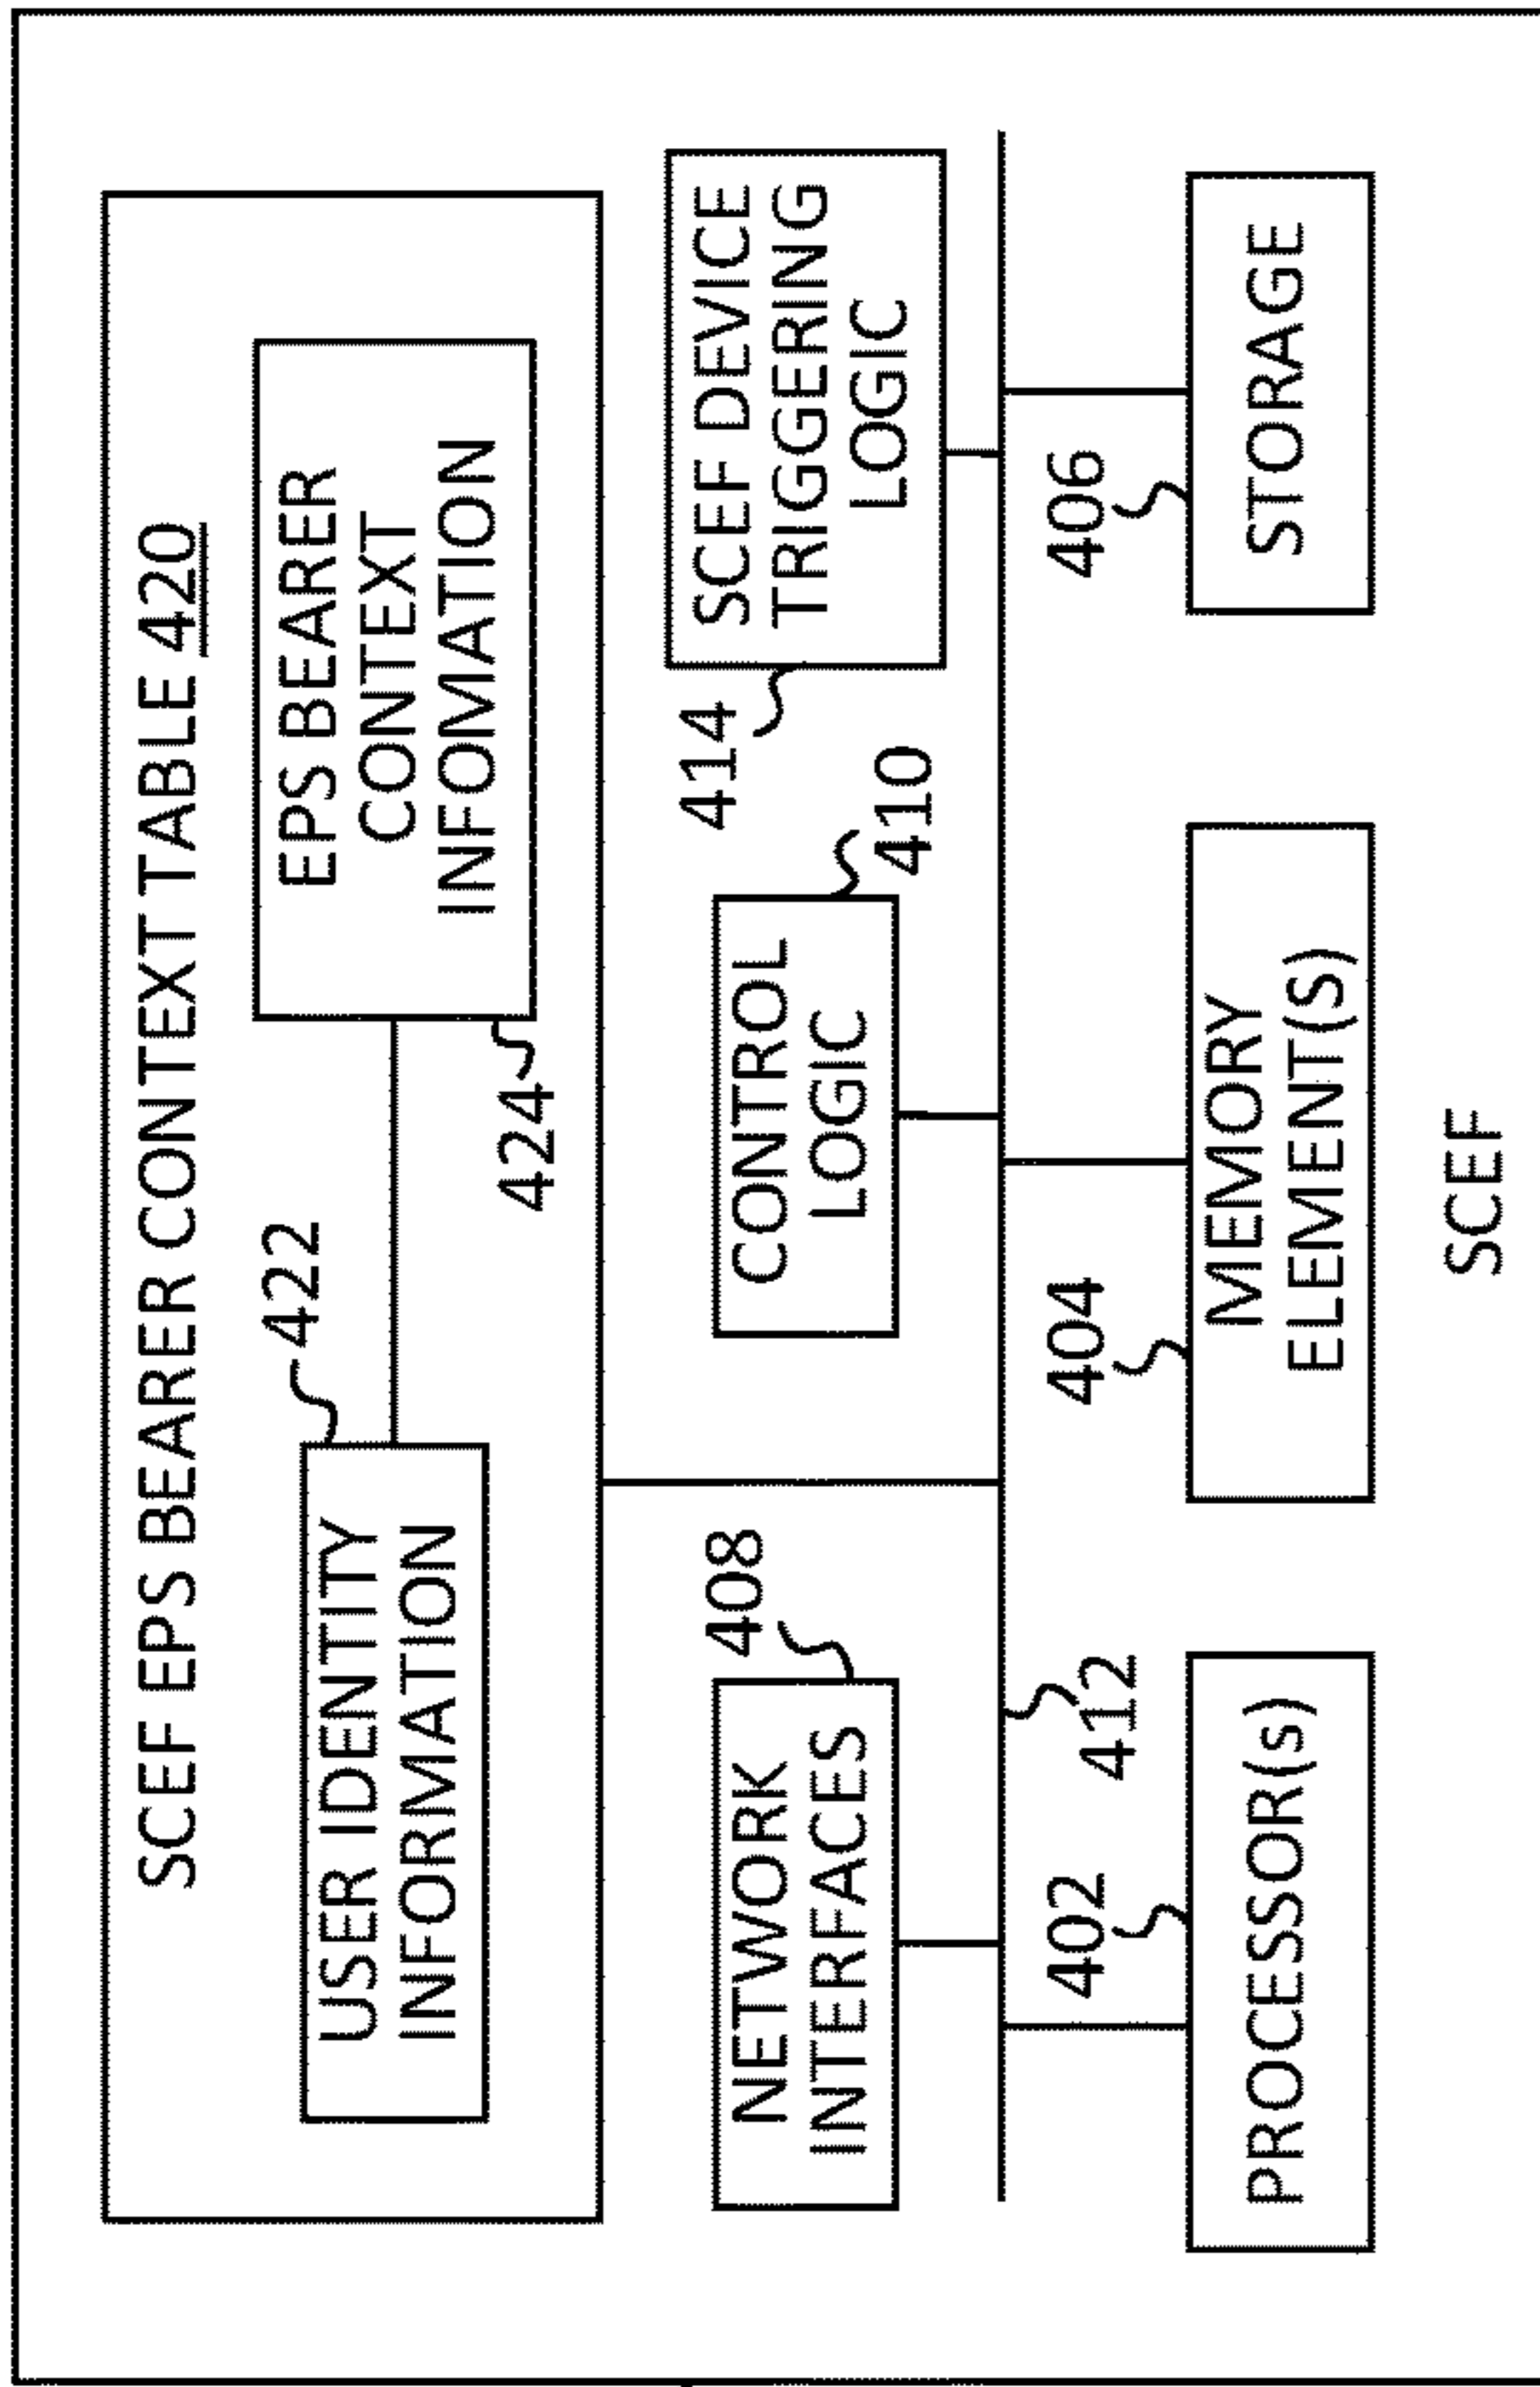 SCEF EPS BEARER CONTEXT TABLE 420
422
USER IDENTITY
INFORMATION
EPS BEARER
CONTEXT
INFOMATION
424
408
NETWORK
INTERFACES
CONTROL
LOGIC
410
414
SCEF DEVICE
TRIGGERING
LOGIC
412
402
PROCESSOR(s)
404
MEMORY
ELEMENT(S)
406
STORAGE
SCEF